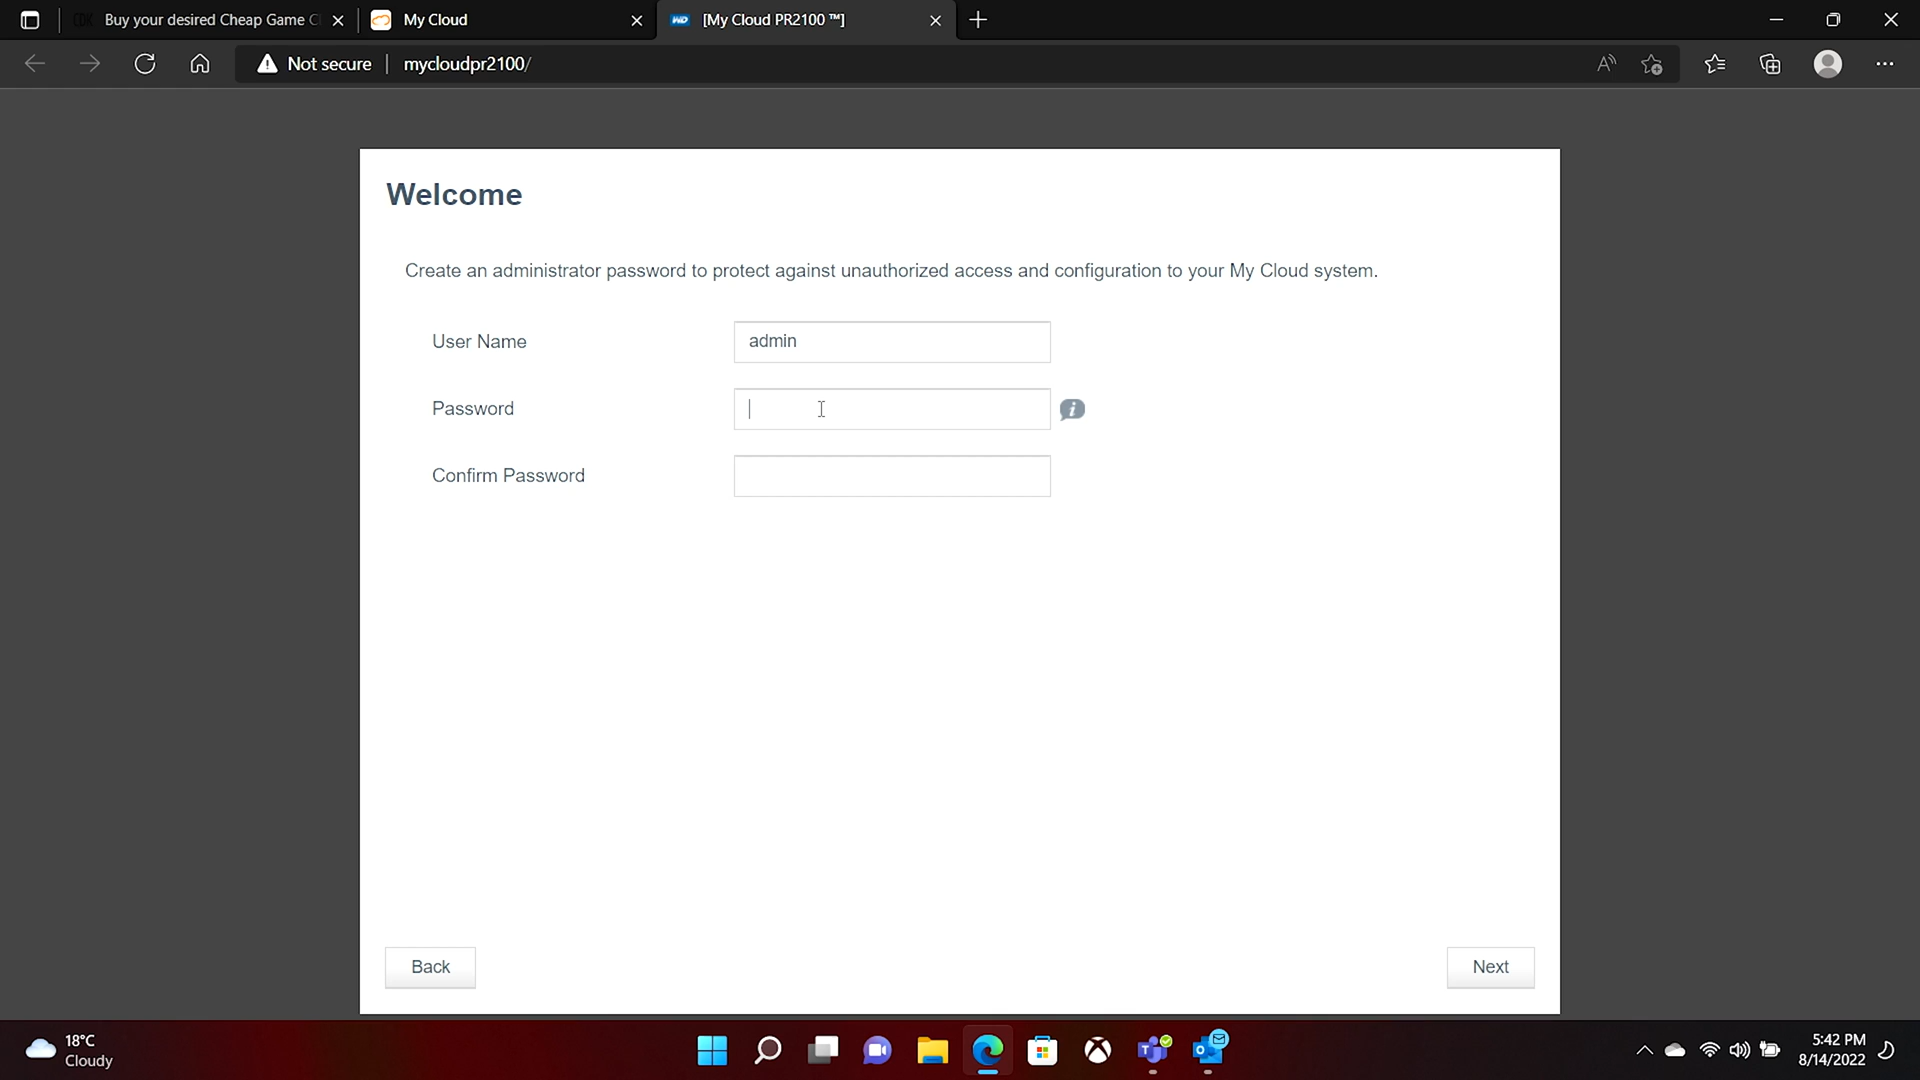 CDK Buy your desired Cheap Game C
My Cloud
WD [My Cloud PR2100 ™]
Not secure mycloudpr2100/
Welcome
Create an administrator password to protect against unauthorized access and configuration to your My Cloud system.
User Name admin
Password
Confirm Password
Back Next
18°C
Cloudy
5:42 PM
8/14/2022